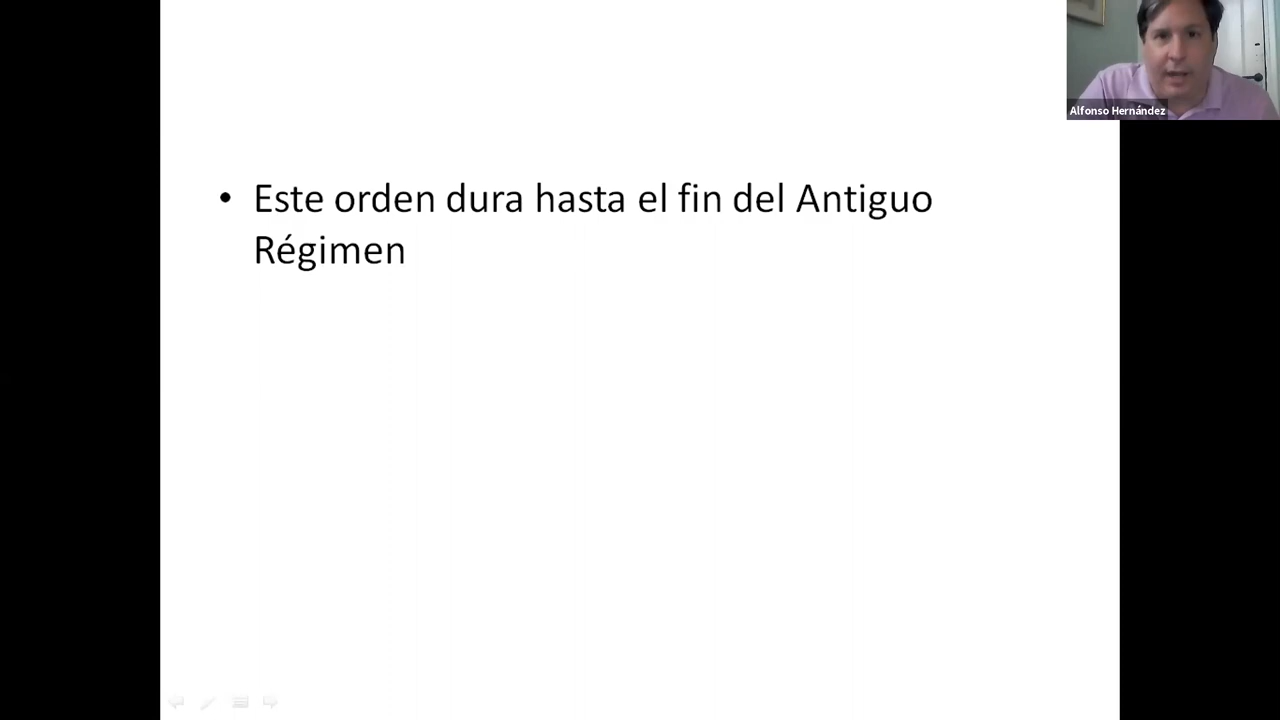 Alfonso Hernández
• Este orden dura hasta el fin del Antiguo
Régimen